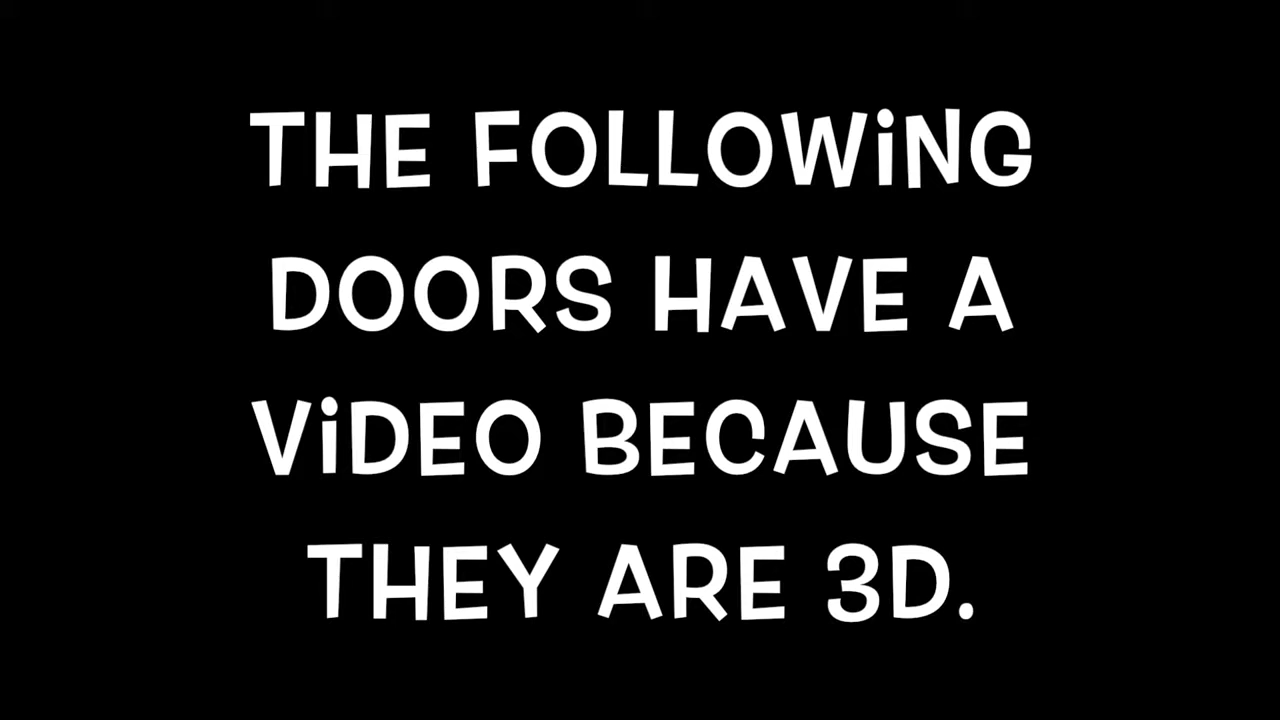 THE FOLLOWiNG
DOORS HAVE A
ViDEO BECAUSE
THEY ARE 3D.